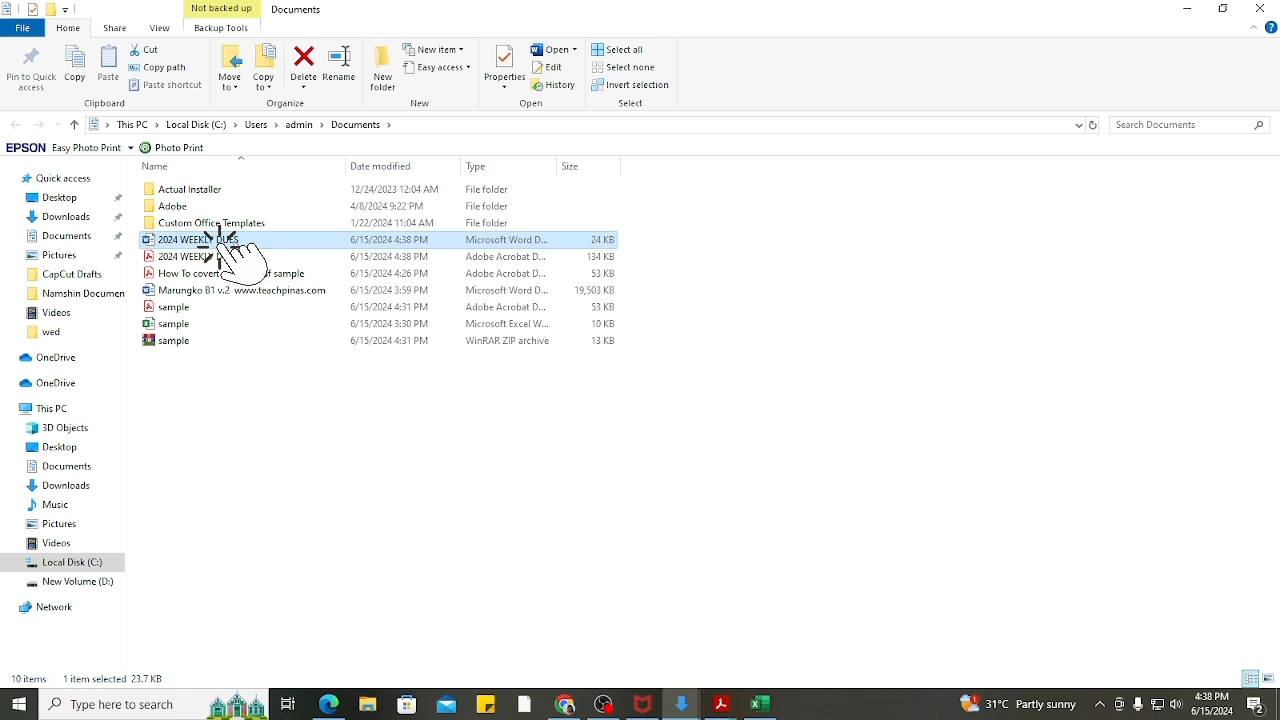 Not backed up Documents
File Home Share View Backup Tools
Pin to Quick access
Copy
Paste
Cut
Copy path
Paste shortcut
Clipboard
Move to
Copy to
Delete
Rename
Organize
New folder
New item
Easy access
New
Properties
Open
Edit
History
Open
Select all
Select none
Invert selection
Select
This PC > Local Disk (C:) > Users > admin > Documents >
Search Documents
EPSON Easy Photo Print Photo Print
Name Date modified Type Size
Quick access
Desktop
Downloads
Documents
Pictures
CapCut Drafts
Namshin Documen
Videos
wed
OneDrive
OneDrive
This PC
3D Objects
Desktop
Documents
Downloads
Music
Pictures
Videos
Local Disk (C:)
New Volume (D:)
Network
Actual Installer 12/24/2023 12:04 AM File folder
Adobe 4/8/2024 9:22 PM File folder
Custom Office Templates 1/22/2024 11:04 AM File folder
2024 WEEKLY DUES 6/15/2024 4:38 PM Microsoft Word D... 24 KB
2024 6/15/2024 4:38 PM Adobe Acrobat D... 134 KB
How To covert sample 6/15/2024 4:26 PM Adobe Acrobat D... 53 KB
Marungko B1 v.2 www.teachpinas.com 6/15/2024 3:59 PM Microsoft Word D... 19,503 KB
sample 6/15/2024 4:31 PM Adobe Acrobat D... 53 KB
sample 6/15/2024 3:30 PM Microsoft Excel W... 10 KB
sample 6/15/2024 4:31 PM WinRAR ZIP archive 13 KB
10 items 1 item selected 23.7 KB
Type here to search
31°C Partly sunny
4:38 PM
6/15/2024
2